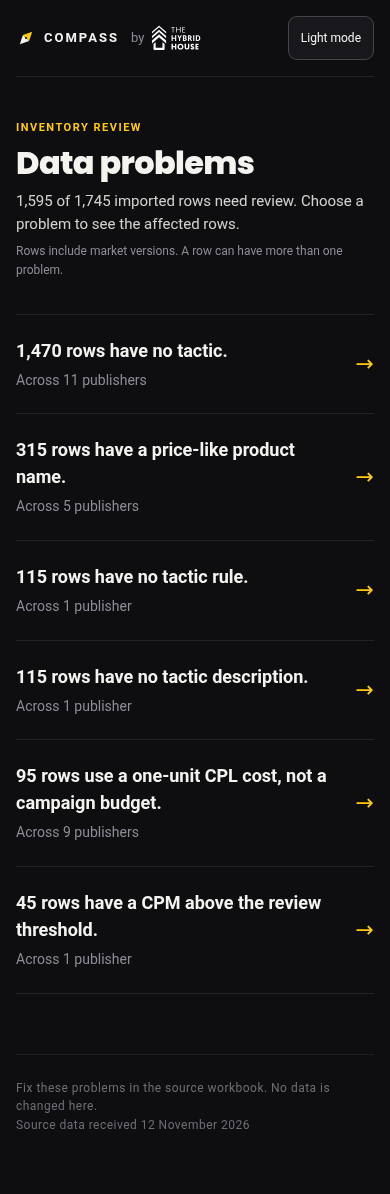 COMPASS by THE HYBRID HOUSE
Light mode
INVENTORY REVIEW
Data problems
1,595 of 1,745 imported rows need review. Choose a
problem to see the affected rows.
Rows include market versions. A row can have more than one
problem.
1,470 rows have no tactic.
→
Across 11 publishers
315 rows have a price-like product
name.
→
Across 5 publishers
115 rows have no tactic rule.
→
Across 1 publisher
115 rows have no tactic description.
→
Across 1 publisher
95 rows use a one-unit CPL cost, not a
campaign budget.
→
Across 9 publishers
45 rows have a CPM above the review
threshold.
→
Across 1 publisher
Fix these problems in the source workbook. No data is
changed here.
Source data received 12 November 2026